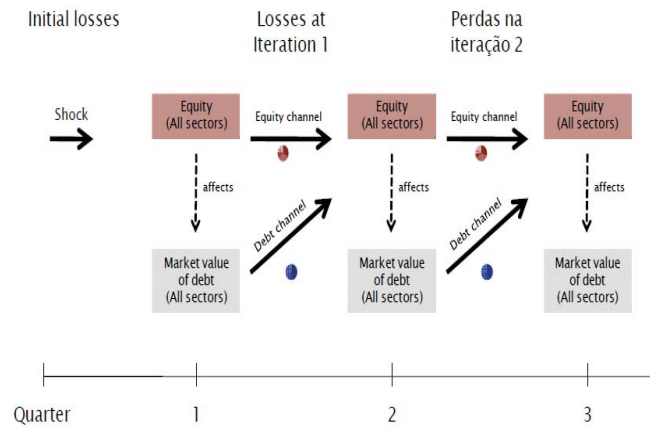 Initial losses
Losses at
Iteration 1
Perdas na
iteração 2
Shock
Equity
(All sectors)
Equity channel
Equity
(All sectors)
Equity channel
Equity
(All sectors)
affects
affects
affects
Debt channel
Debt channel
Market value
of debt
(All sectors)
Market value
of debt
(All sectors)
Market value
of debt
(All sectors)
Quarter
1
2
3